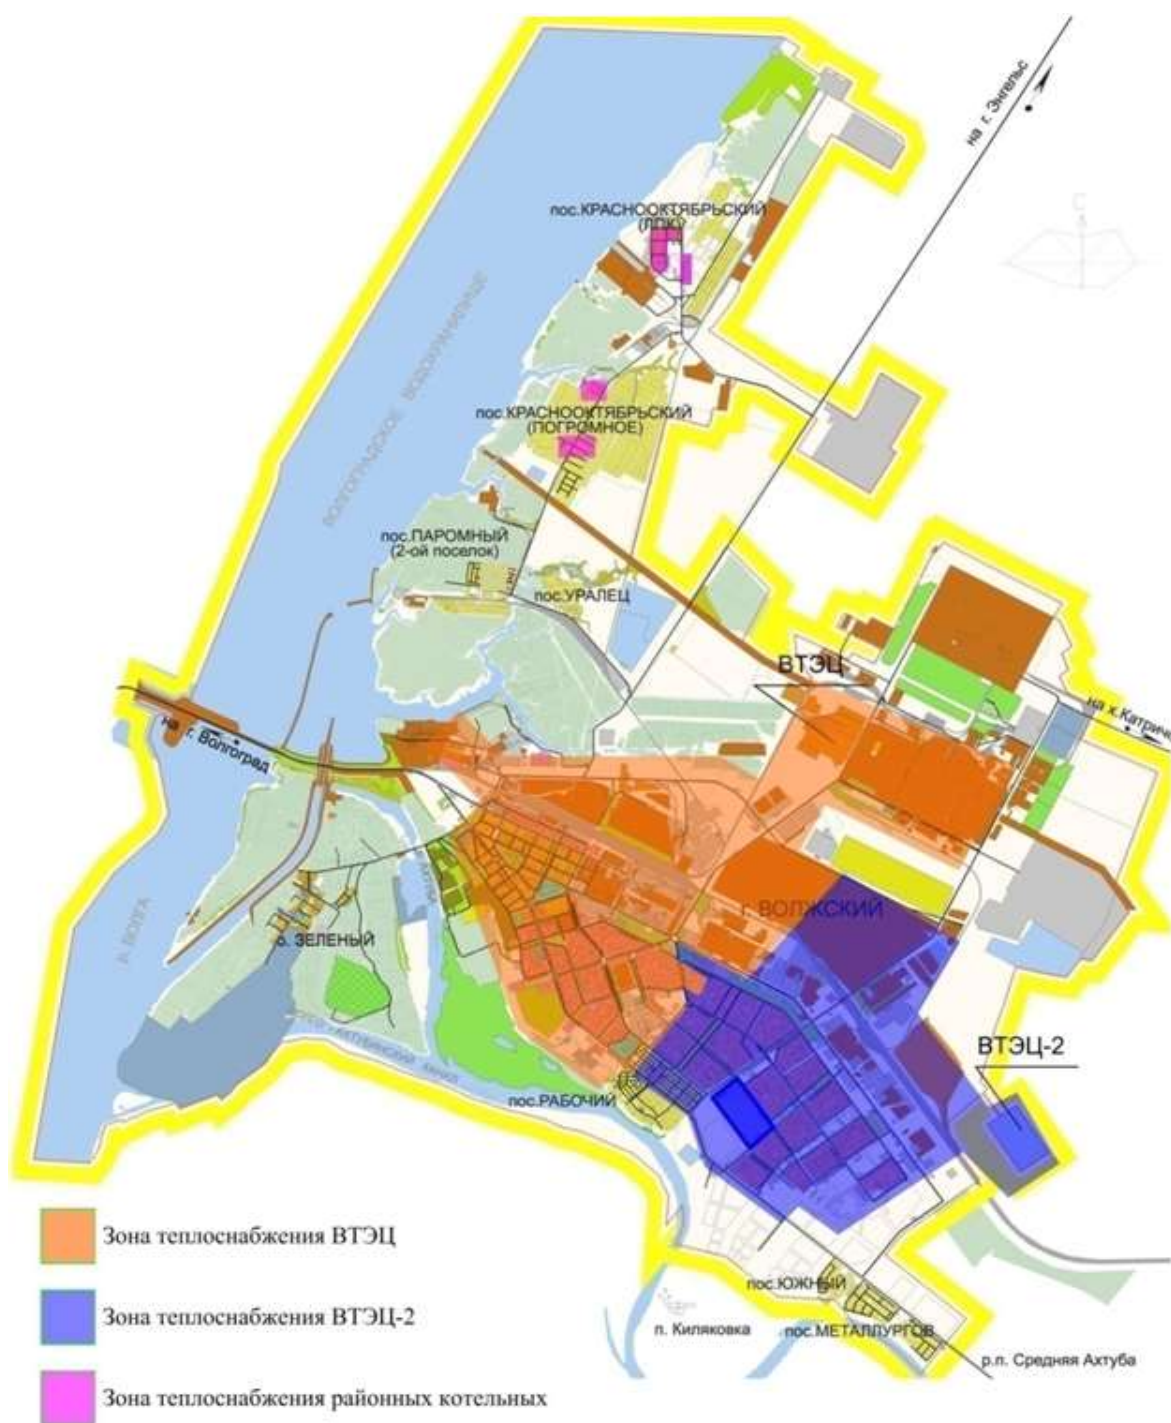 на г. Энгельс
С
пос.КРАСНООКТЯБРЬСКИЙ
(ЛПК)
ВОЛГОГРАДСКОЕ ВОДОХРАНИЛИЩЕ
пос.КРАСНООКТЯБРЬСКИЙ
(ПОГРОМНОЕ)
пос.ПАРОМНЫЙ
(2-ой поселок)
пос.УРАЛЕЦ
ВТЭЦ
на х.Катричев
на г. Волгоград
г. ВОЛЖСКИЙ
р. ВОЛГА
о. ЗЕЛЕНЫЙ
ВТЭЦ-2
пос.РАБОЧИЙ
Зона теплоснабжения ВТЭЦ
пос.ЮЖНЫЙ
Зона теплоснабжения ВТЭЦ-2
п. Киляковка
пос.МЕТАЛЛУРГОВ
р.п. Средняя Ахтуба
Зона теплоснабжения районных котельных